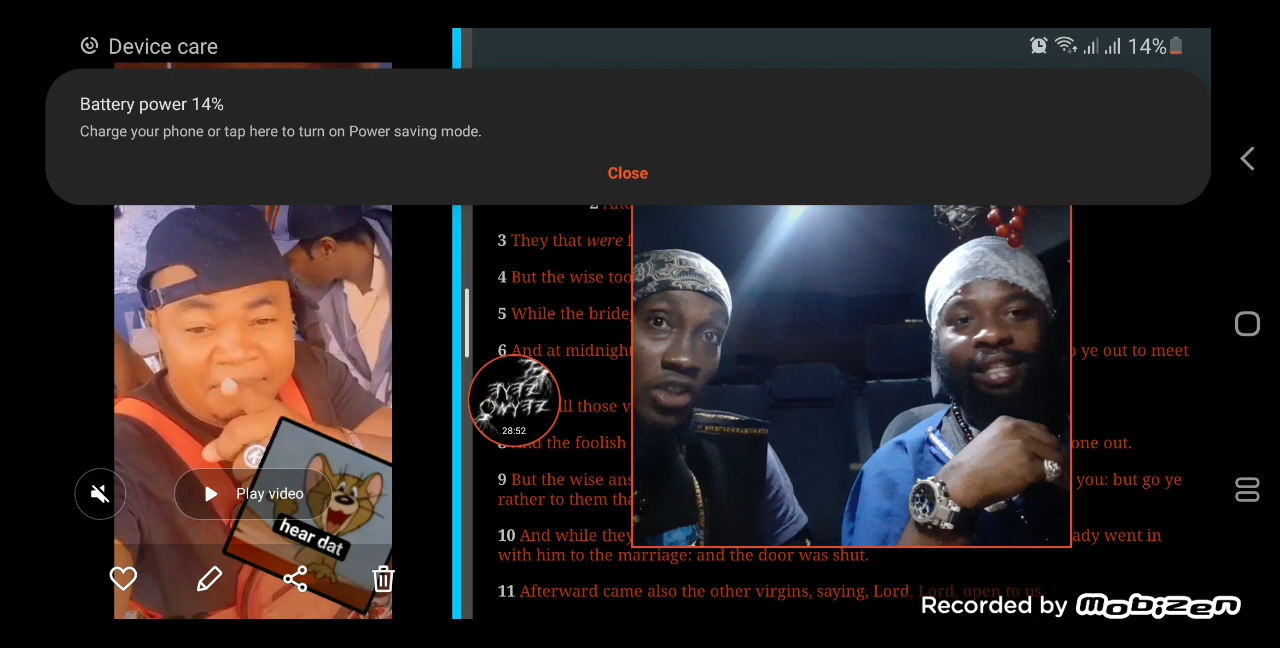 Device care
14%
Battery power 14%
Charge your phone or tap here to turn on Power saving mode.
Close
3 They that were f
4 But the wise too
5 While the bride
6 And at midnight
o ye out to meet
28:52
ll those v
8 And the foolish
one out.
9 But the wise ans
you: but go ye
rather to them tha
10 And while they
ady went in
with him to the marriage: and the door was shut.
11 Afterward came also the other virgins, saying, Lord, Lord, open to us.
Play video
hear dat
Recorded by mobizen